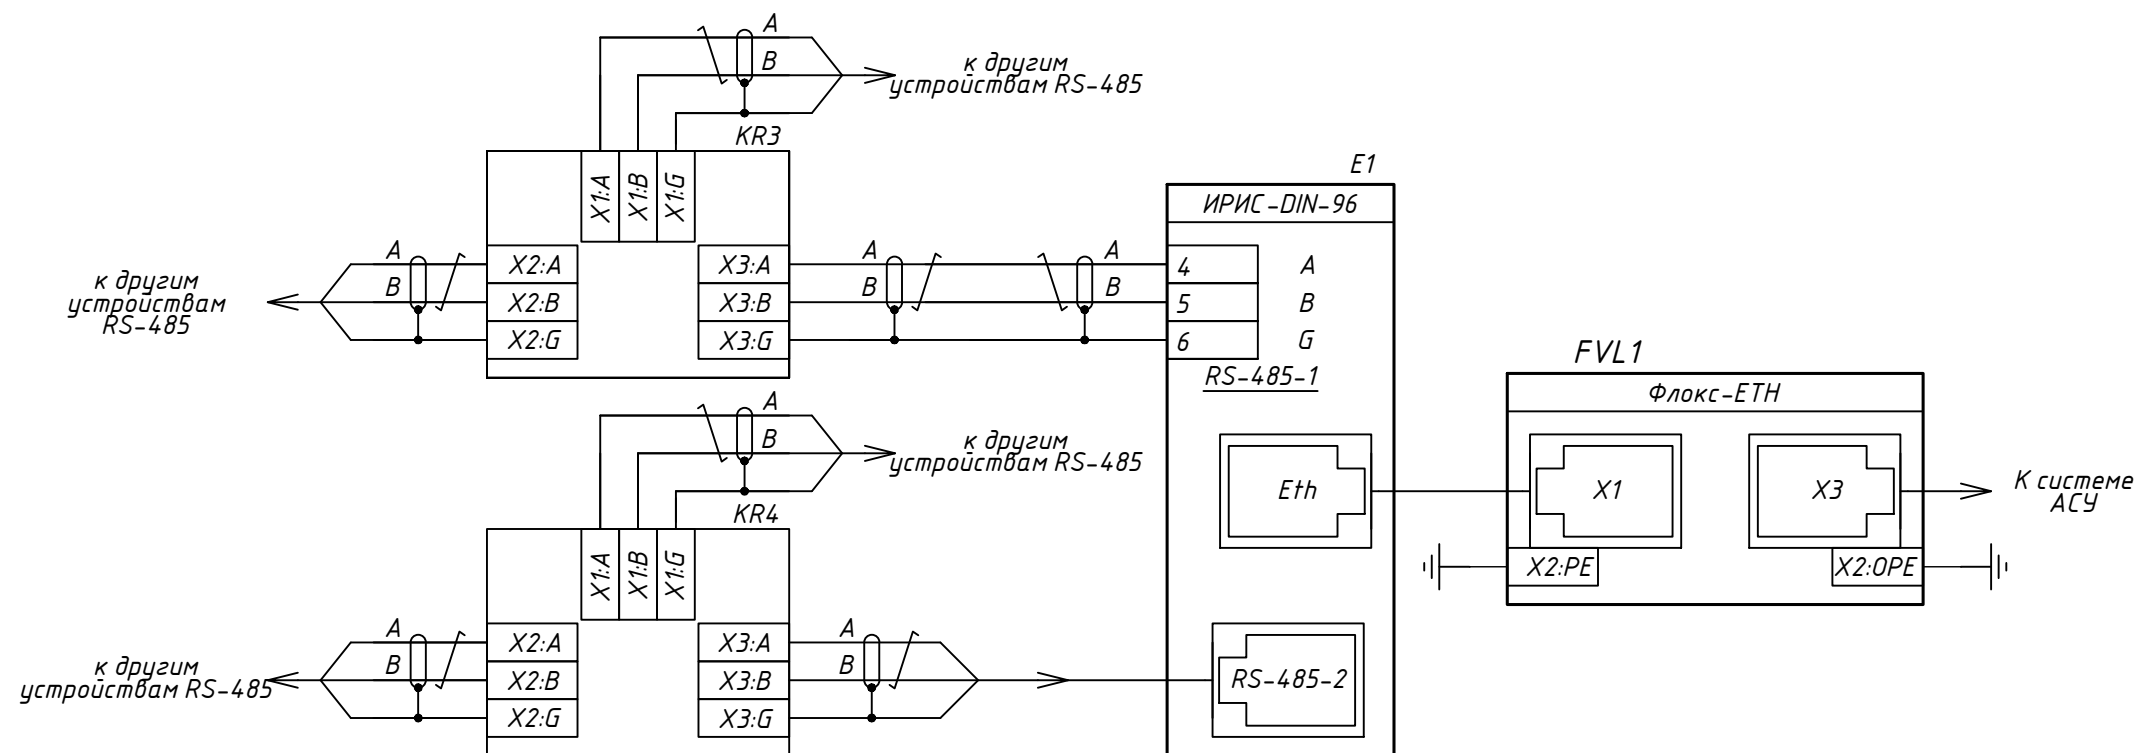 A
B
к другим
устройствам RS-485
KR3
X1:A
X1:B
X1:G
E1
ИРИС-DIN-96
A
B
X2:A
X2:B
X2:G
X3:A
X3:B
X3:G
A
B
A
B
4
5
6
A
B
G
к другим
устройствам
RS-485
RS-485-1
FVL1
Флокс-ETH
A
B
к другим
устройствам RS-485
KR4
X1:A
X1:B
X1:G
Eth
X1
X3
К системе
АСУ
X2:PE
X2:OPE
A
B
X2:A
X2:B
X2:G
X3:A
X3:B
X3:G
A
B
к другим
устройствам RS-485
RS-485-2